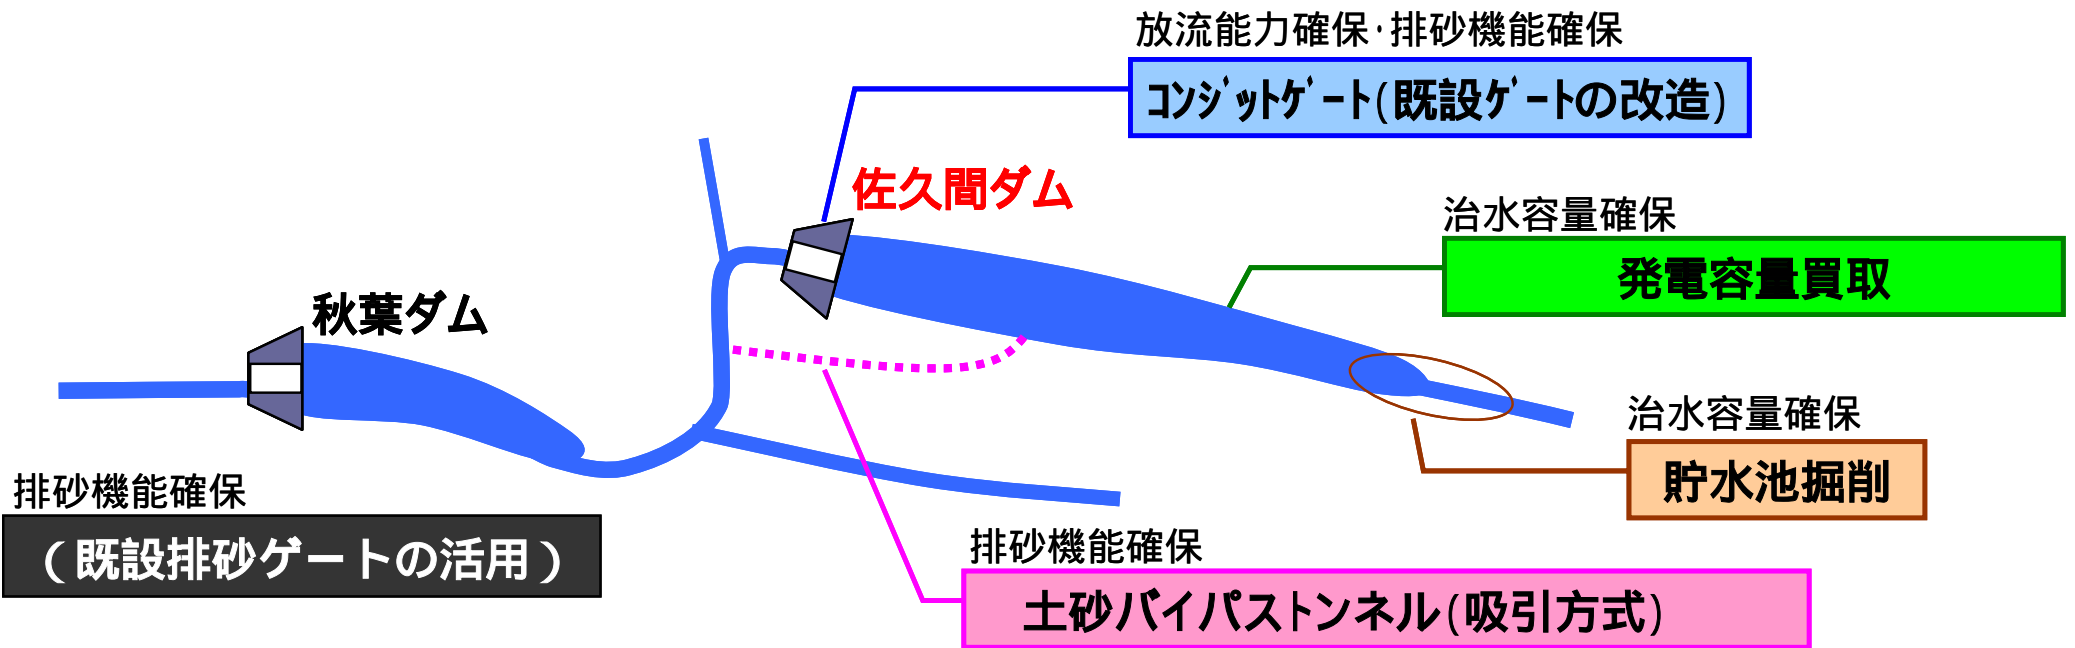 放流能力確保･排砂機能確保
ｺﾝｼﾞｯﾄｹﾞｰﾄ(既設ｹﾞｰﾄの改造)
佐久間ダム
治水容量確保
発電容量買取
秋葉ダム
治水容量確保
貯水池掘削
排砂機能確保
（既設排砂ゲートの活用）
排砂機能確保
土砂バイパストンネル(吸引方式)